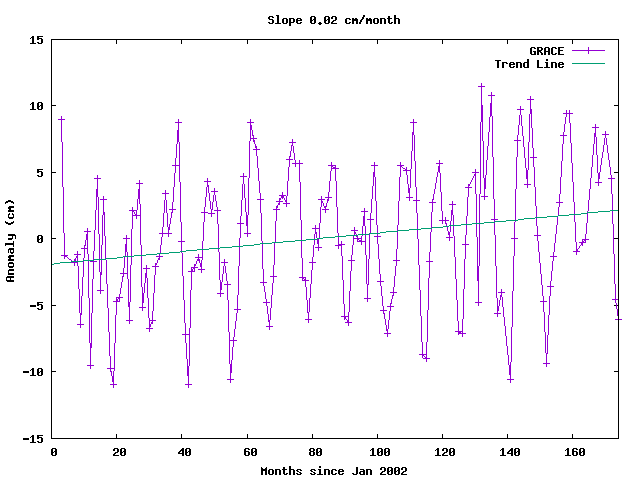 Slope 0.02 cm/month
15
GRACE
Trend Line
10
5
0
-5
-10
-15
Anomaly (cm)
0 20 40 60 80 100 120 140 160
Months since Jan 2002